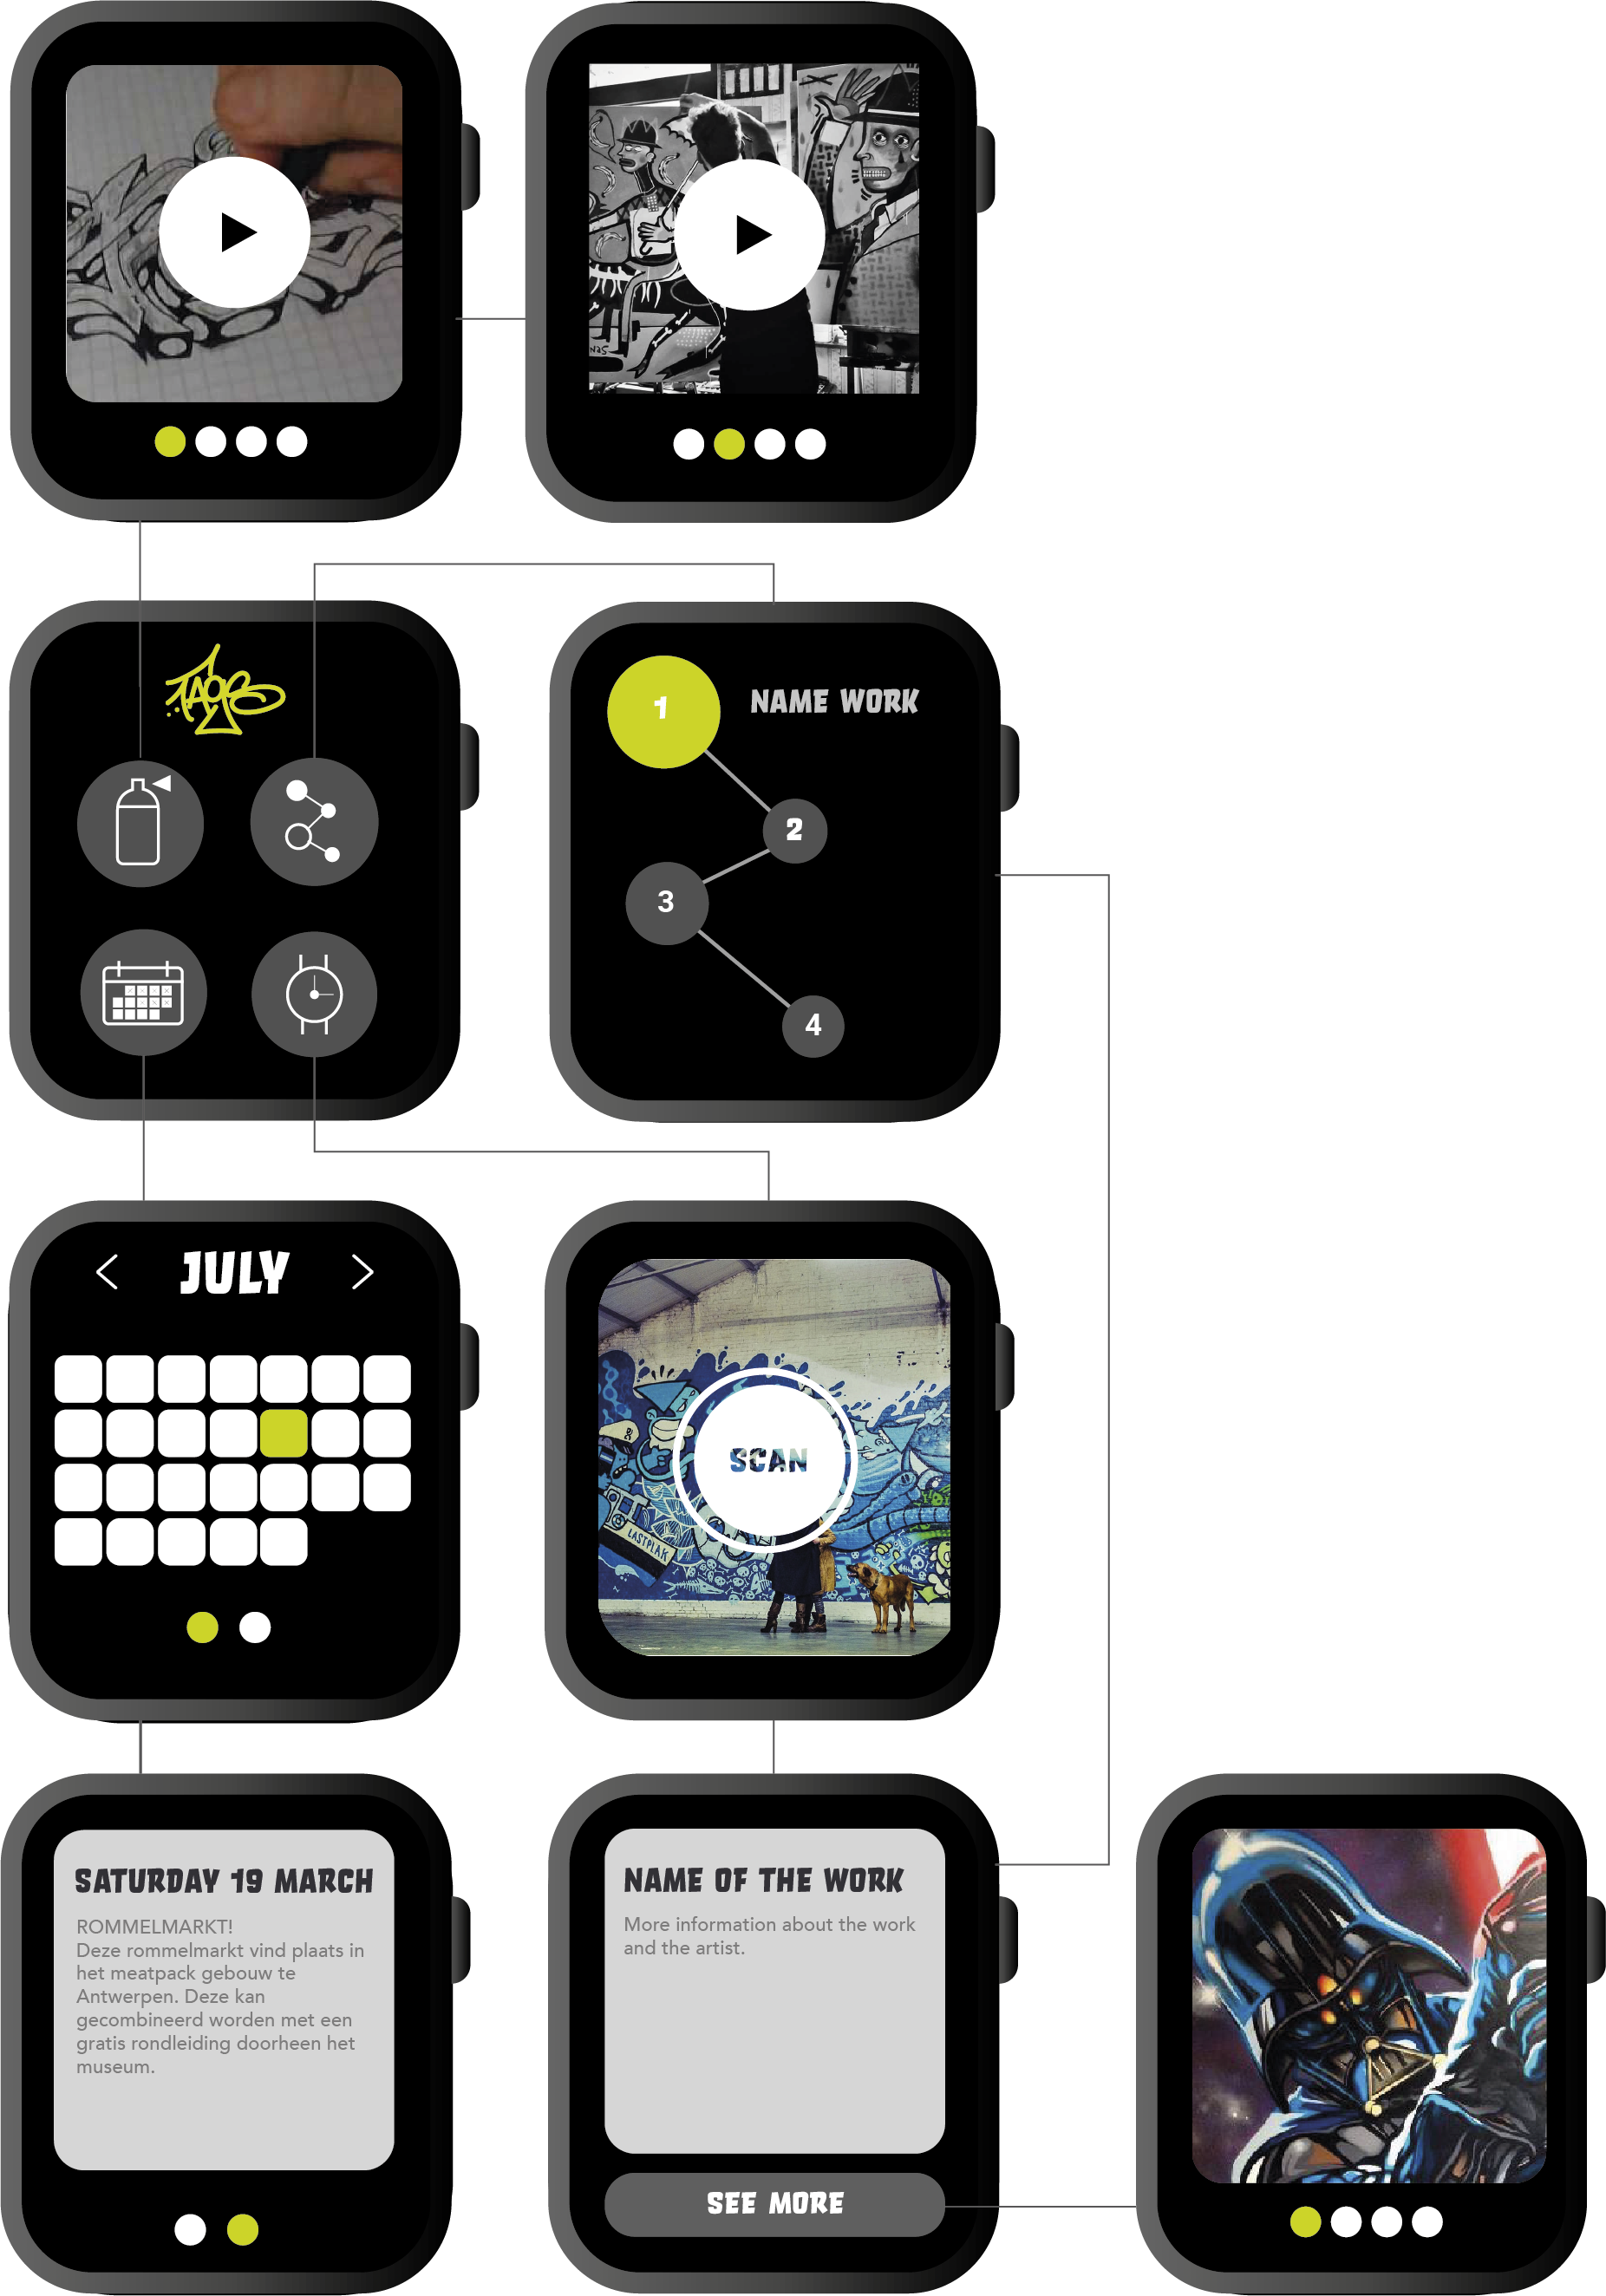 TAGS
1
NAME WORK
2
3
4
JULY
LASTPLAK
SCAN
SATURDAY 19 MARCH
ROMMELMARKT!
Deze rommelmarkt vind plaats in
het meatpack gebouw te
Antwerpen. Deze kan
gecombineerd worden met een
gratis rondleiding doorheen het
museum.
NAME OF THE WORK
More information about the work
and the artist.
SEE MORE